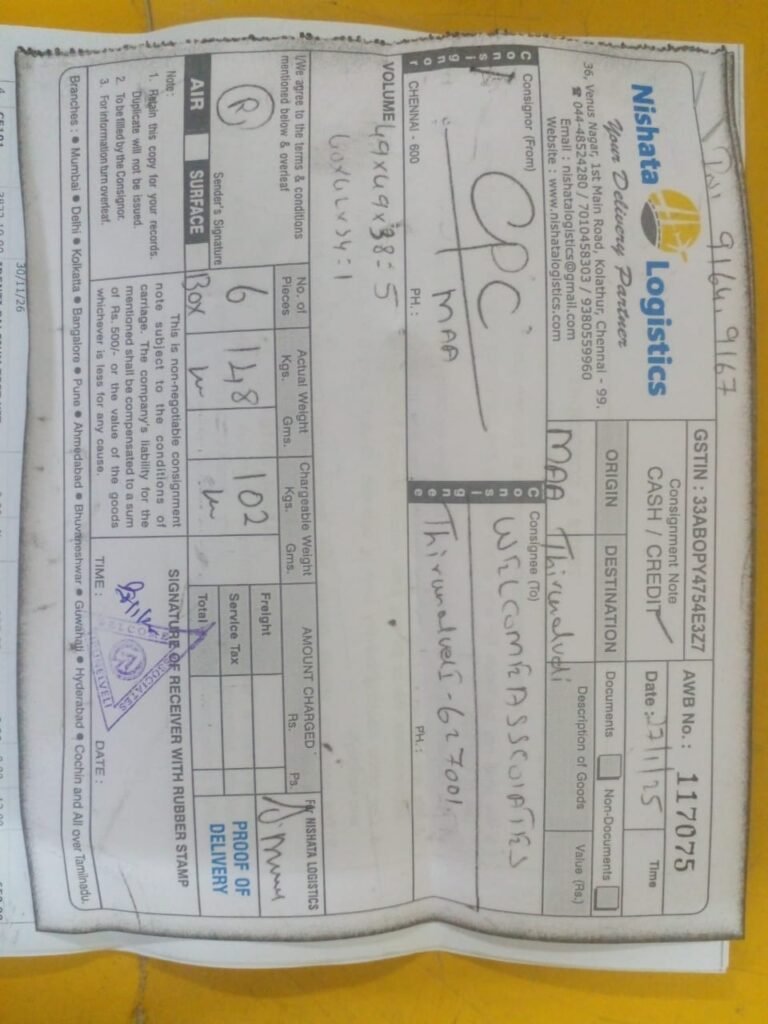 INV 9164, 9167
Nishata Logistics
Your Delivery Partner
36, Venus Nagar, 1st Main Road, Kolathur, Chennai - 99.
☎ 044-48524280 / 7010458303 / 9380559960
Email : nishatalogistics@gmail.com
Website : www.nishatalogistics.com
GSTIN : 33ABOPY4754E3Z7
Consignment Note
CASH / CREDIT
AWB No. : 117075
Date : 27/1/25
Time
ORIGIN
DESTINATION
MAA
Thirunelveli
Documents
Non-Documents
Description of Goods
Value (Rs.)
Consignor
Consignor (From)
CPC
MAA
CHENNAI - 600
PH. :
Consignee
Consignee (To)
WELCOME ASSCOIATES
Thirunelveli - 627001.
PH. :
VOLUME 49x49x38 = 5
60x42x34 = 1
I/We agree to the terms & conditions
mentioned below & overleaf
R
Sender's Signature
AIR
SURFACE
No. of
Pieces
6
Box
Actual Weight
Kgs. Gms.
148
Chargeable Weight
Kgs. Gms.
102
AMOUNT CHARGED
Rs. Ps.
Freight
Service Tax
Total
For NISHATA LOGISTICS
PROOF OF
DELIVERY
Note:
1. Retain this copy for your records.
Duplicate will not be issued.
2. To be filled by the Consignor.
3. For information turn overleaf.
This is non-negotiable consignment
note subject to the conditions of
carriage. The company's liability for the
mentioned shall be compensated to a sum
of Rs. 500/- or the value of the goods
whichever is less for any cause.
SIGNATURE OF RECEIVER WITH RUBBER STAMP
TIME :
DATE :
Branches : ● Mumbai ● Delhi ● Kolkatta ● Bangalore ● Pune ● Ahmedabad ● Bhuvaneshwar ● Guwahati ● Hyderabad ● Cochin and All over Tamilnadu.
30/11/26